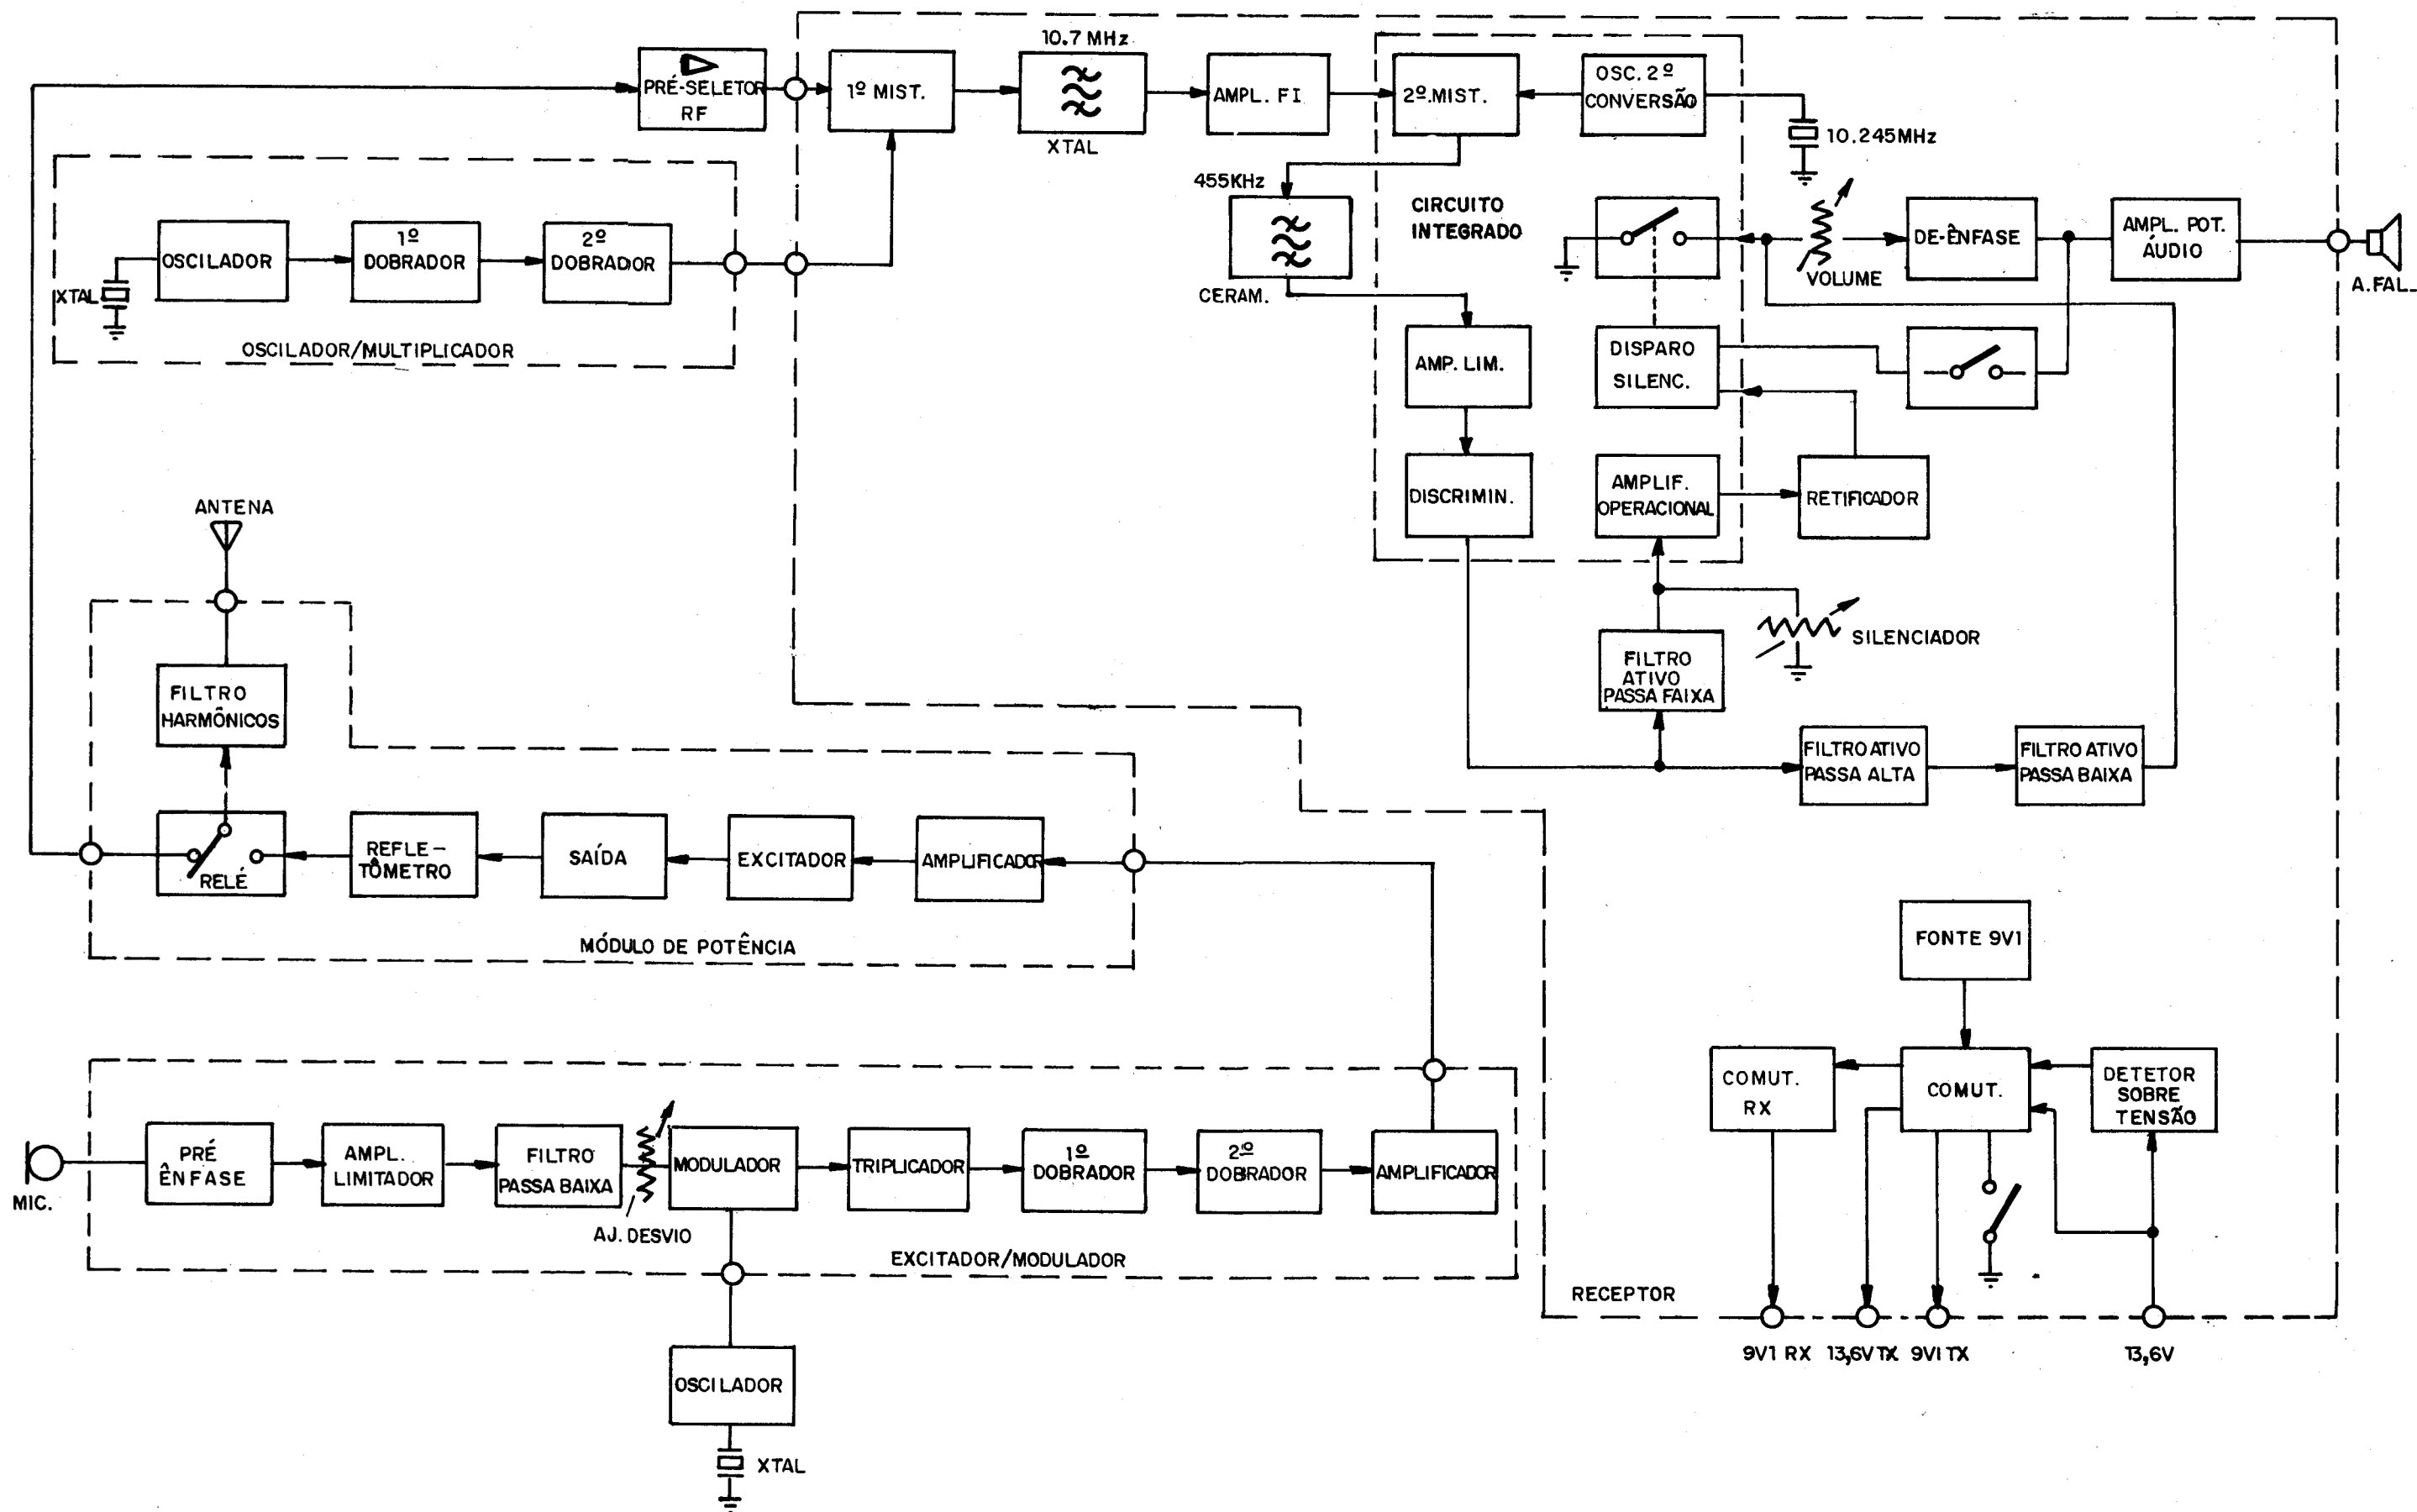 10.7 MHz
PRÉ-SELETOR
RF
1º MIST.
XTAL
AMPL. FI
2º.MIST.
OSC. 2º
CONVERSÃO
10.245MHz
455KHz
CERAM.
CIRCUITO
INTEGRADO
VOLUME
DE-ÊNFASE
AMPL. POT.
ÁUDIO
A.FAL.
XTAL
OSCILADOR
1º
DOBRADOR
2º
DOBRADOR
OSCILADOR/MULTIPLICADOR
AMP. LIM.
DISPARO
SILENC.
DISCRIMIN.
AMPLIF.
OPERACIONAL
RETIFICADOR
ANTENA
SILENCIADOR
FILTRO
ATIVO
PASSA FAIXA
FILTRO
HARMÔNICOS
FILTRO ATIVO
PASSA ALTA
FILTRO ATIVO
PASSA BAIXA
RELÉ
REFLE-
TÔMETRO
SAÍDA
EXCITADOR
AMPLIFICADOR
MÓDULO DE POTÊNCIA
FONTE 9V1
COMUT.
RX
COMUT.
DETETOR
SOBRE
TENSÃO
MIC.
PRÉ
ÊNFASE
AMPL.
LIMITADOR
FILTRO
PASSA BAIXA
AJ. DESVIO
MODULADOR
TRIPLICADOR
1º
DOBRADOR
2º
DOBRADOR
AMPLIFICADOR
EXCITADOR/MODULADOR
RECEPTOR
9V1 RX
13,6V TX
9V1 TX
13,6V
OSCILADOR
XTAL